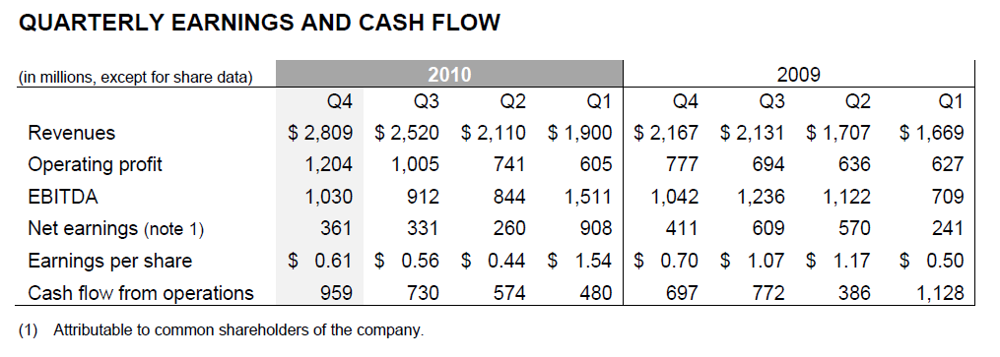 QUARTERLY EARNINGS AND CASH FLOW
(in millions, except for share data) 2010 2009
Q4 Q3 Q2 Q1 Q4 Q3 Q2 Q1
Revenues $ 2,809 $ 2,520 $ 2,110 $ 1,900 $ 2,167 $ 2,131 $ 1,707 $ 1,669
Operating profit 1,204 1,005 741 605 777 694 636 627
EBITDA 1,030 912 844 1,511 1,042 1,236 1,122 709
Net earnings (note 1) 361 331 260 908 411 609 570 241
Earnings per share $ 0.61 $ 0.56 $ 0.44 $ 1.54 $ 0.70 $ 1.07 $ 1.17 $ 0.50
Cash flow from operations 959 730 574 480 697 772 386 1,128
(1) Attributable to common shareholders of the company.